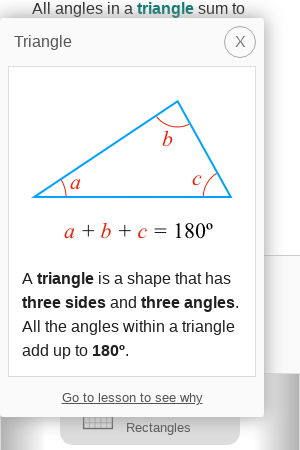 All angles in a triangle sum to
Triangle
X
b
a
c
a + b + c = 180º
A triangle is a shape that has
three sides and three angles.
All the angles within a triangle
add up to 180º.
Go to lesson to see why
Rectangles